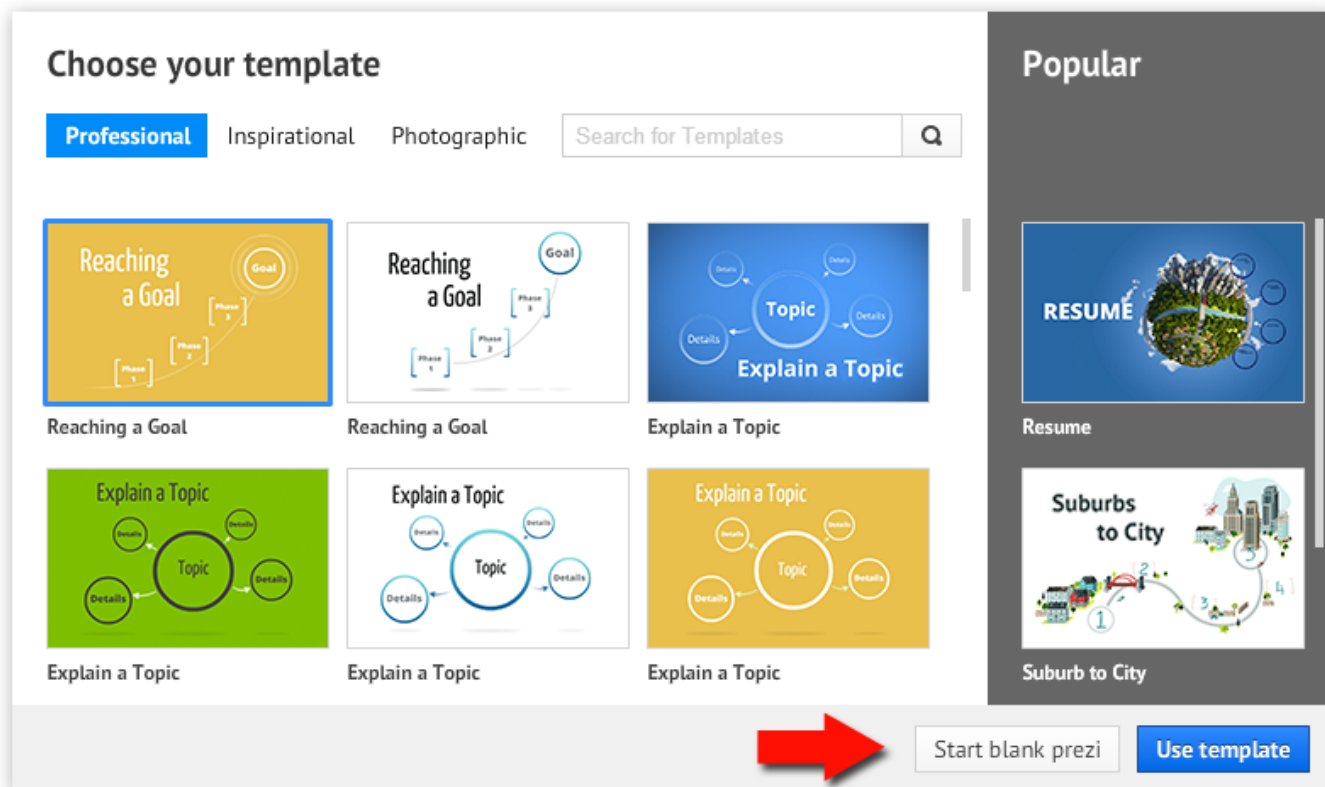 Choose your template
Popular
Professional
Inspirational
Photographic
Search for Templates
Reaching
a Goal
Goal
Phase
3
Phase
2
Phase
1
Reaching a Goal
Reaching
a Goal
Goal
Phase
3
Phase
2
Phase
1
Reaching a Goal
Details
Details
Topic
Details
Details
Explain a Topic
Explain a Topic
RESUME
Resume
Explain a Topic
Details
Details
Topic
Details
Details
Explain a Topic
Explain a Topic
Details
Details
Topic
Details
Details
Explain a Topic
Explain a Topic
Details
Details
Topic
Details
Details
Explain a Topic
Suburbs
to City
5
2
4
3
1
Suburb to City
Start blank prezi
Use template